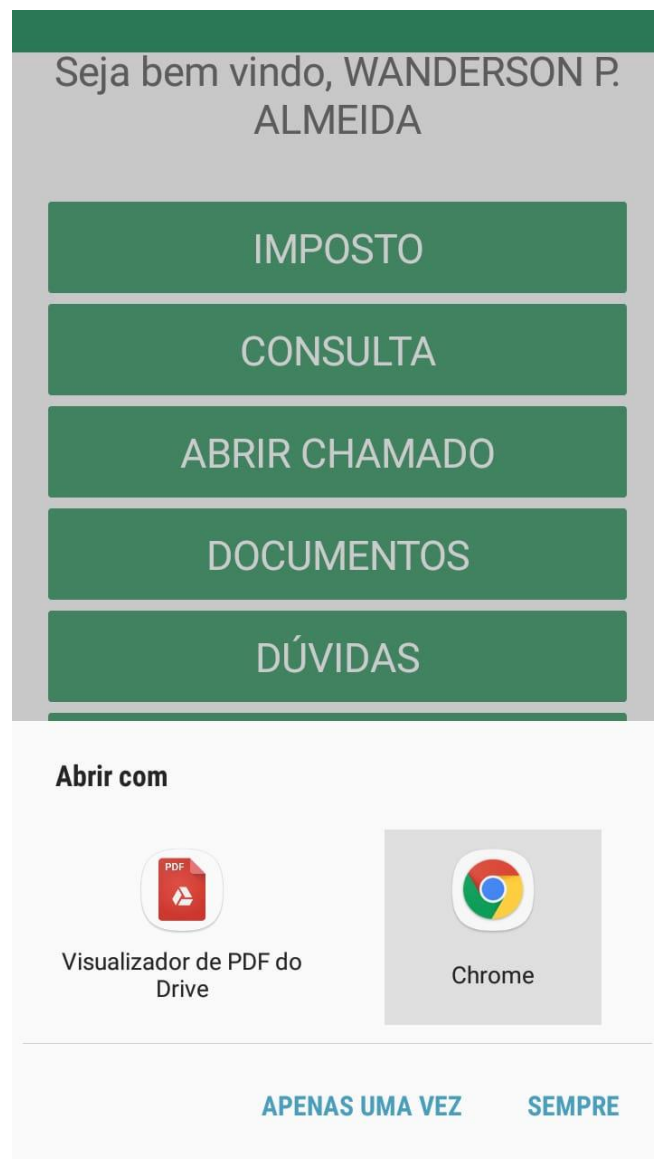 Seja bem vindo, WANDERSON P.
ALMEIDA
IMPOSTO
CONSULTA
ABRIR CHAMADO
DOCUMENTOS
DÚVIDAS
Abrir com
PDF
Visualizador de PDF do
Drive
Chrome
APENAS UMA VEZ SEMPRE